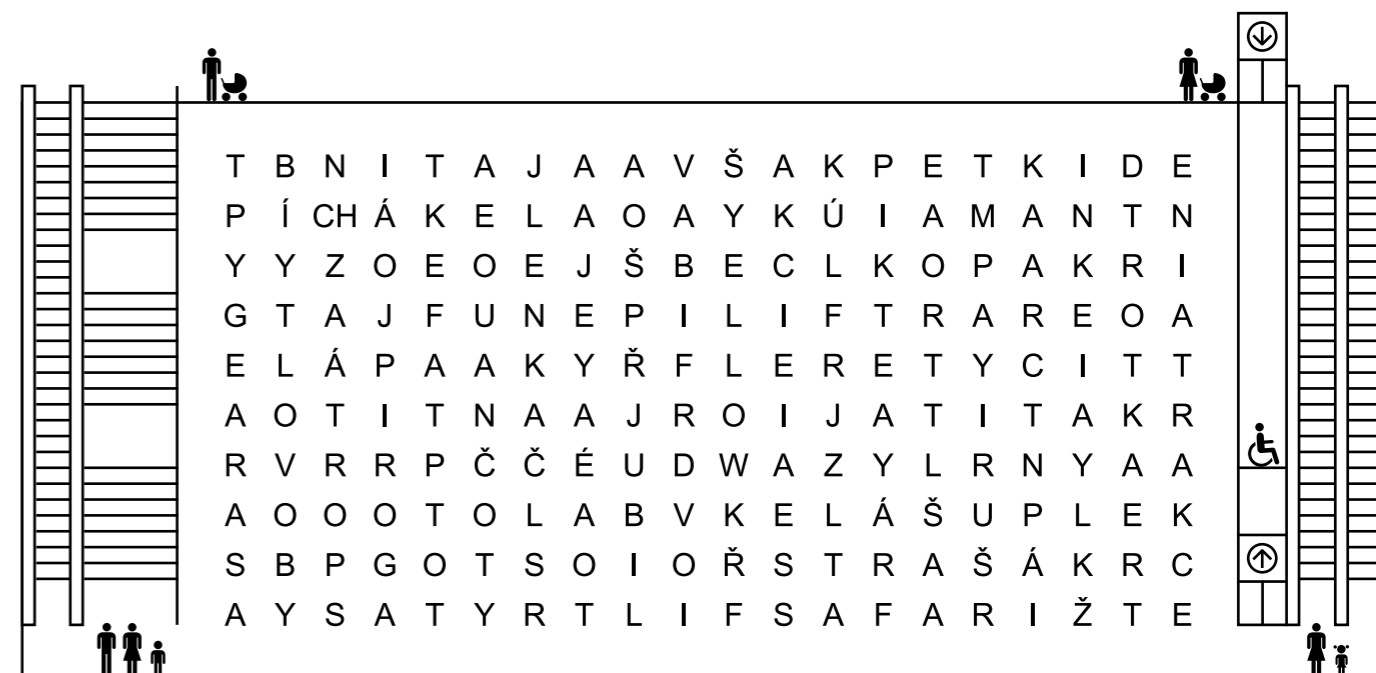 T B N I T A J A A V Š A K P E T K I D E
P Í CH Á K E L A O A Y K Ú I A M A N T N
Y Y Z O E O E J Š B E C L K O P A K R I
G T A J F U N E P I L I F T R A R E O A
E L Á P A A K Y Ř F L E R E T Y C I T T
A O T I T N A A J R O I J A T I T A K R
R V R R P Č Č É U D W A Z Y L R N Y A A
A O O O T O L A B V K E L Á Š U P L E K
S B P G O T S O I O Ř S T R A Š Á K R C
A Y S A T Y R T L I F S A F A R I Ž T E